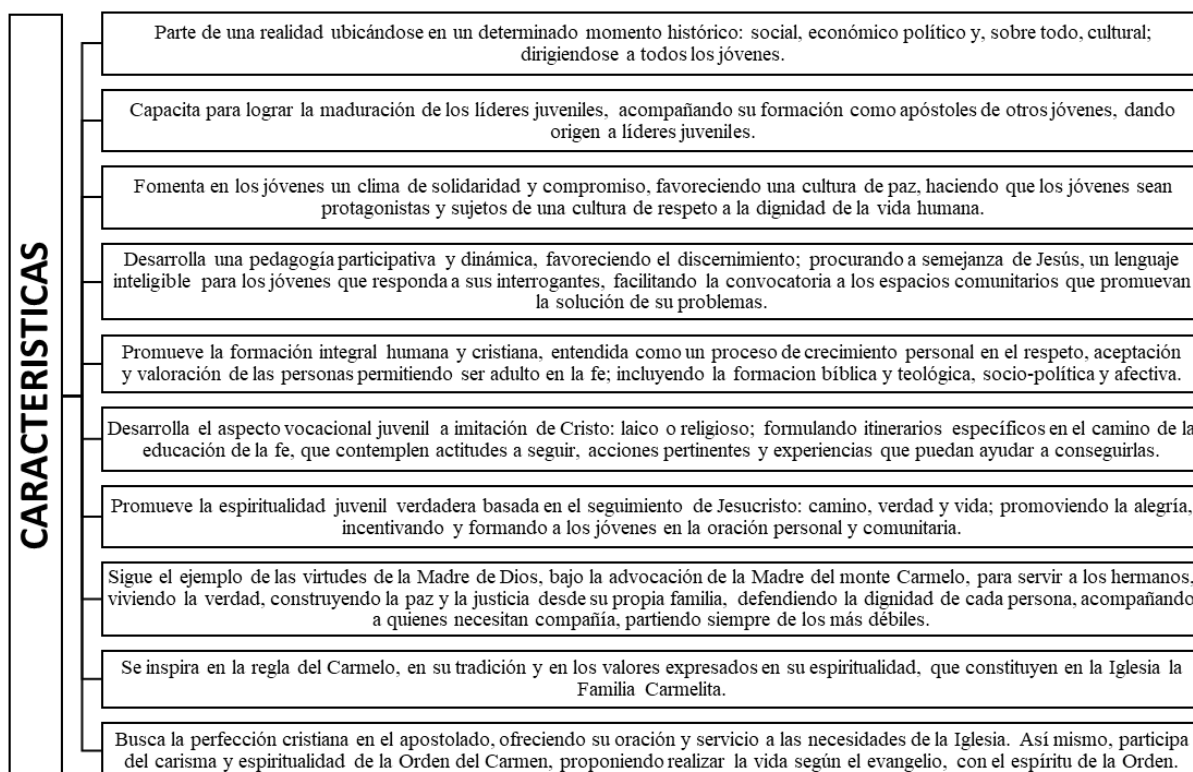 CARACTERISTICAS
Parte de una realidad ubicándose en un determinado momento histórico: social, económico político y, sobre todo, cultural;
dirigiendose a todos los jóvenes.
Capacita para lograr la maduración de los líderes juveniles, acompañando su formación como apóstoles de otros jóvenes, dando
origen a líderes juveniles.
Fomenta en los jóvenes un clima de solidaridad y compromiso, favoreciendo una cultura de paz, haciendo que los jóvenes sean
protagonistas y sujetos de una cultura de respeto a la dignidad de la vida humana.
Desarrolla una pedagogía participativa y dinámica, favoreciendo el discernimiento; procurando a semejanza de Jesús, un lenguaje
inteligible para los jóvenes que responda a sus interrogantes, facilitando la convocatoria a los espacios comunitarios que promuevan
la solución de su problemas.
Promueve la formación integral humana y cristiana, entendida como un proceso de crecimiento personal en el respeto, aceptación
y valoración de las personas permitiendo ser adulto en la fe; incluyendo la formacion bíblica y teológica, socio-política y afectiva.
Desarrolla el aspecto vocacional juvenil a imitación de Cristo: laico o religioso; formulando itinerarios específicos en el camino de la
educación de la fe, que contemplen actitudes a seguir, acciones pertinentes y experiencias que puedan ayudar a conseguirlas.
Promueve la espiritualidad juvenil verdadera basada en el seguimiento de Jesucristo: camino, verdad y vida; promoviendo la alegría,
incentivando y formando a los jóvenes en la oración personal y comunitaria.
Sigue el ejemplo de las virtudes de la Madre de Dios, bajo la advocación de la Madre del monte Carmelo, para servir a los hermanos,
viviendo la verdad, construyendo la paz y la justicia desde su propia familia, defendiendo la dignidad de cada persona, acompañando
a quienes necesitan compañía, partiendo siempre de los más débiles.
Se inspira en la regla del Carmelo, en su tradición y en los valores expresados en su espiritualidad, que constituyen en la Iglesia la
Familia Carmelita.
Busca la perfección cristiana en el apostolado, ofreciendo su oración y servicio a las necesidades de la Iglesia. Así mismo, participa
del carisma y espiritualidad de la Orden del Carmen, proponiendo realizar la vida según el evangelio, con el espíritu de la Orden.